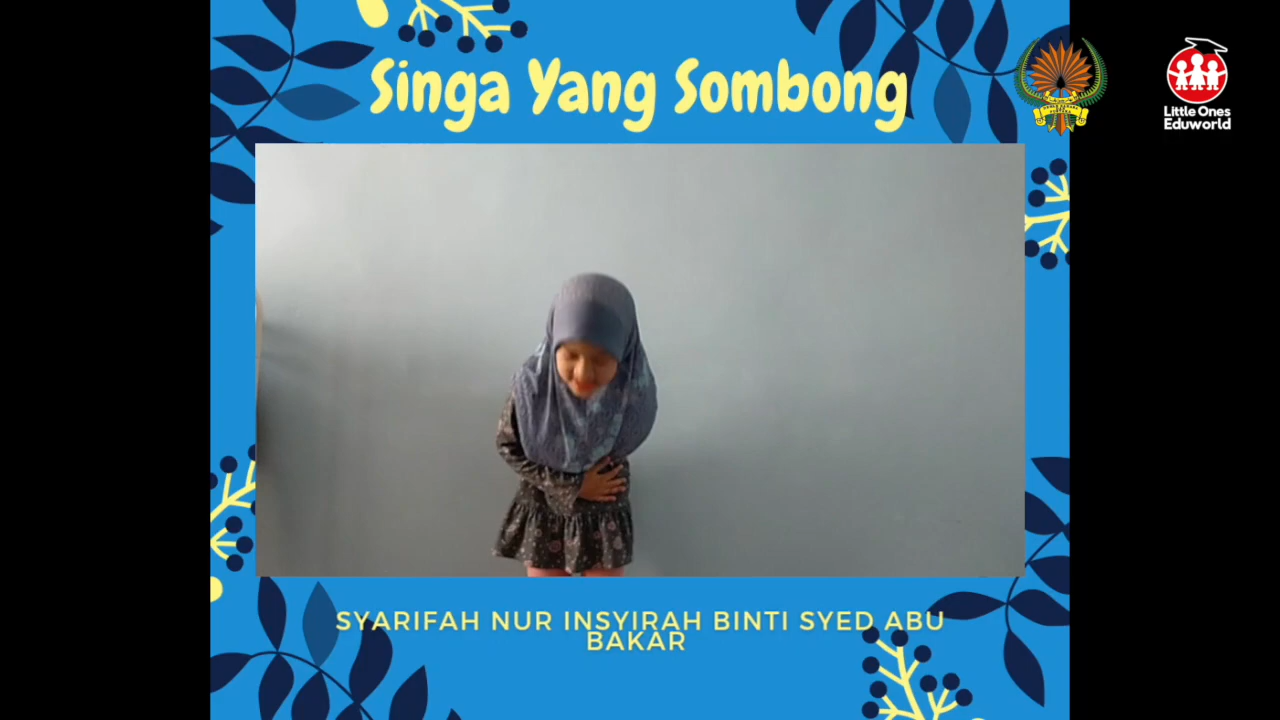 Singa Yang Sombong
Little Ones
Eduworld
SYARIFAH NUR INSYIRAH BINTI SYED ABU
BAKAR